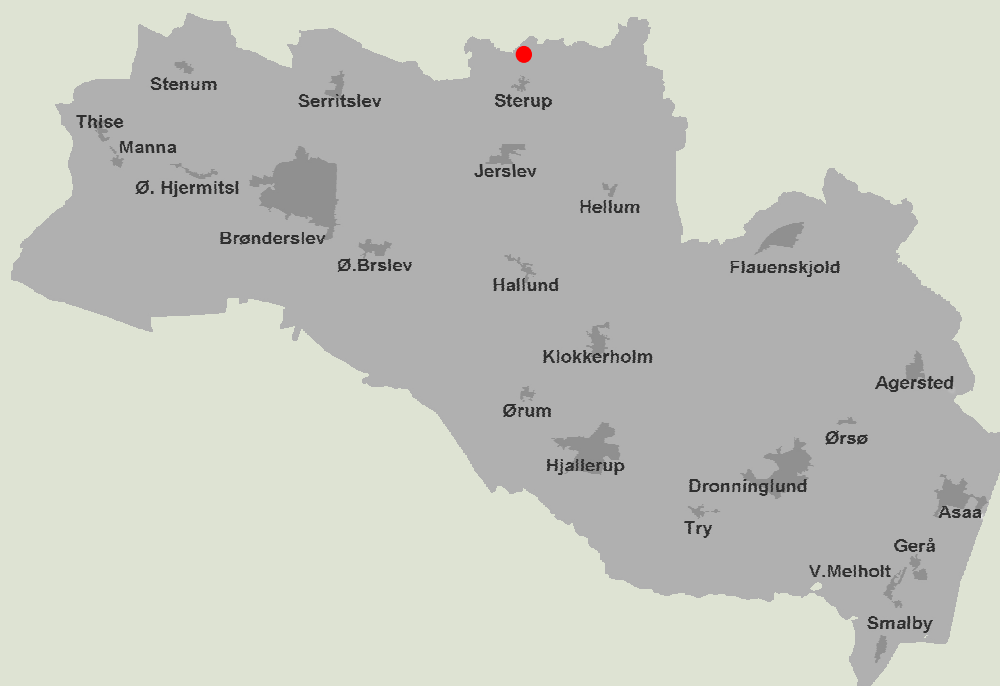 Stenum
Serritslev
Sterup
Thise
Manna
Jerslev
Ø. Hjermitsl
Hellum
Brønderslev
Ø.Brslev
Flauenskjold
Hallund
Klokkerholm
Agersted
Ørum
Ørsø
Hjallerup
Dronninglund
Asaa
Try
Gerå
V.Melholt
Smalby